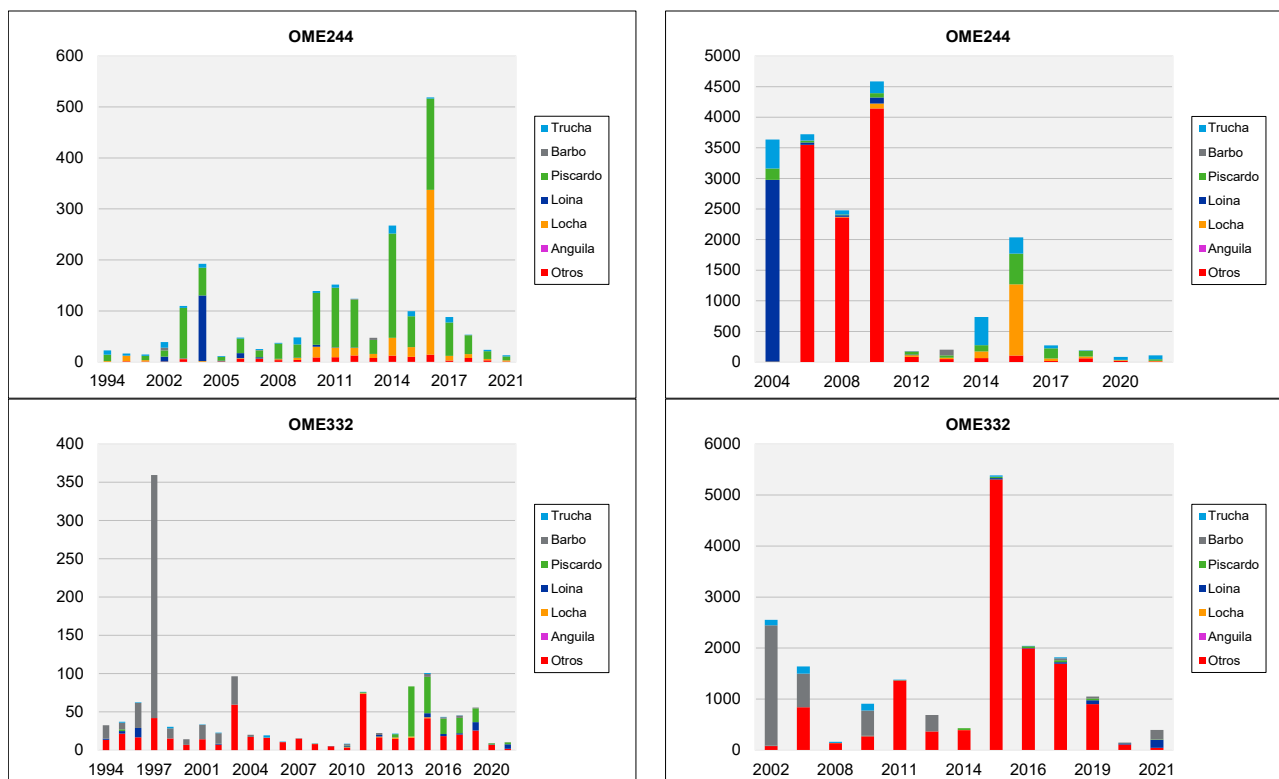 OME244
600
500
400
300
200
100
0
1994
2002
2005
2008
2011
2014
2017
2021
Trucha
Barbo
Piscardo
Loina
Locha
Anguila
Otros
OME244
5000
4500
4000
3500
3000
2500
2000
1500
1000
500
0
2004
2008
2012
2014
2017
2020
Trucha
Barbo
Piscardo
Loina
Locha
Anguila
Otros
OME332
400
350
300
250
200
150
100
50
0
1994
1997
2001
2004
2007
2010
2013
2016
2020
Trucha
Barbo
Piscardo
Loina
Locha
Anguila
Otros
OME332
6000
5000
4000
3000
2000
1000
0
2002
2008
2011
2014
2016
2019
2021
Trucha
Barbo
Piscardo
Loina
Locha
Anguila
Otros